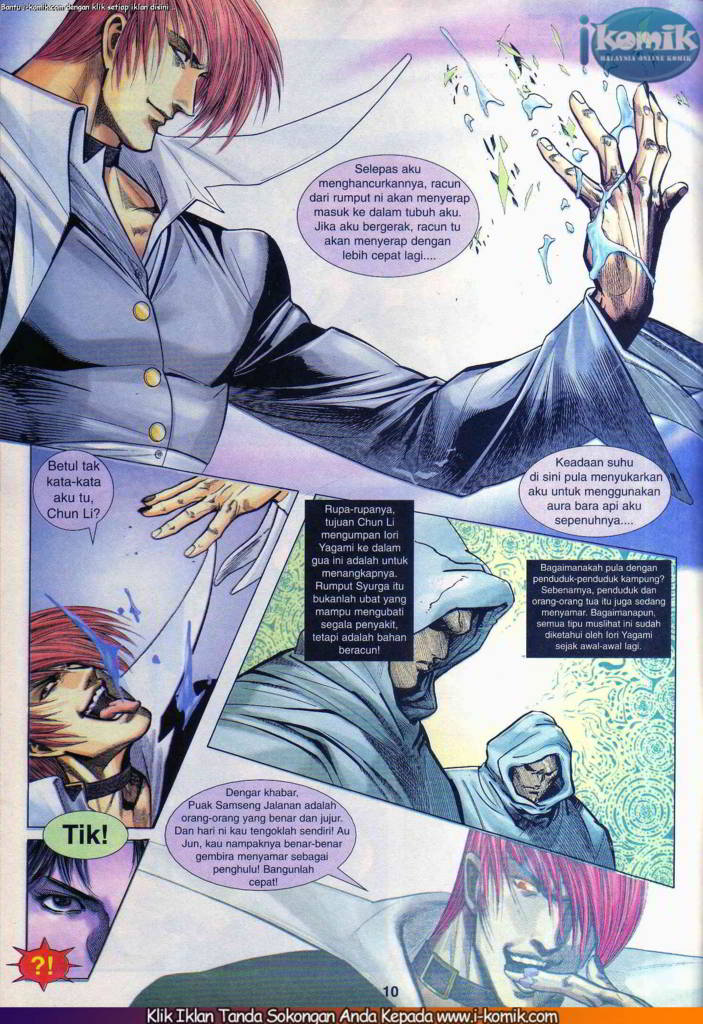 Bantu i-komik.com dengan klik setiap iklan disini ...
ikomik
MALAYSIA ONLINE KOMIK
Selepas aku
menghancurkannya, racun
dari rumput ni akan menyerap
masuk ke dalam tubuh aku.
Jika aku bergerak, racun tu
akan menyerap dengan
lebih cepat lagi....
Keadaan suhu
di sini pula menyukarkan
aku untuk menggunakan
aura bara api aku
sepenuhnya....
Betul tak
kata-kata
aku tu,
Chun Li?
Rupa-rupanya,
tujuan Chun Li
mengumpan Iori
Yagami ke dalam
gua ini adalah untuk
menangkapnya.
Rumput Syurga itu
bukanlah ubat yang
mampu mengubati
segala penyakit,
tetapi adalah bahan
beracun!
Bagaimanakah pula dengan
penduduk-penduduk kampung?
Sebenarnya, penduduk dan
orang-orang tua itu juga sedang
menyamar. Bagaimanapun,
semua tipu muslihat ini sudah
diketahui oleh Iori Yagami
sejak awal-awal lagi.
Tik!
Dengar khabar,
Puak Samseng Jalanan adalah
orang-orang yang benar dan jujur.
Dan hari ni kau tengoklah sendiri! Au
Jun, kau nampaknya benar-benar
gembira menyamar sebagai
penghulu! Bangunlah
cepat!
?!
10
Klik Iklan Tanda Sokongan Anda Kepada www.i-komik.com